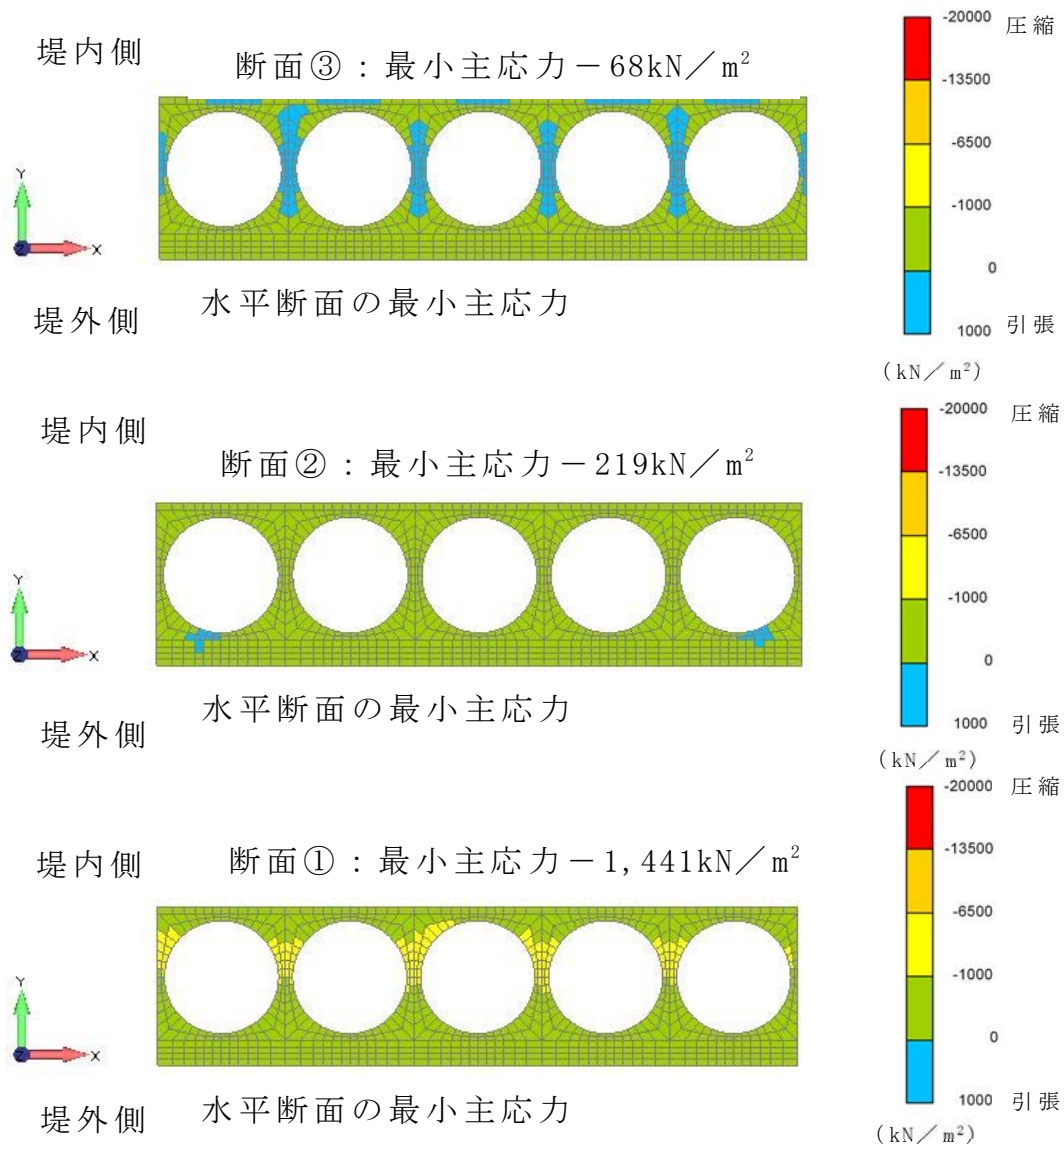 堤内側
断面③：最小主応力－68kN／m²
Y
Z
X
堤外側
水平断面の最小主応力
-20000 圧縮
-13500
-6500
-1000
0
1000 引張
(kN／m²)
堤内側
断面②：最小主応力－219kN／m²
Y
Z
X
水平断面の最小主応力
堤外側
-20000 圧縮
-13500
-6500
-1000
0
1000 引張
(kN／m²)
堤内側
断面①：最小主応力－1,441kN／m²
Y
Z
X
堤外側
水平断面の最小主応力
-20000 圧縮
-13500
-6500
-1000
0
1000 引張
(kN／m²)